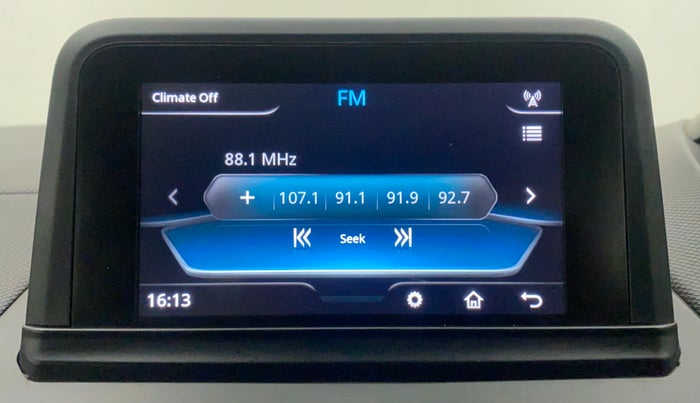 Climate Off
FM
88.1 MHz
+ 107.1 91.1 91.9 92.7
Seek
16:13